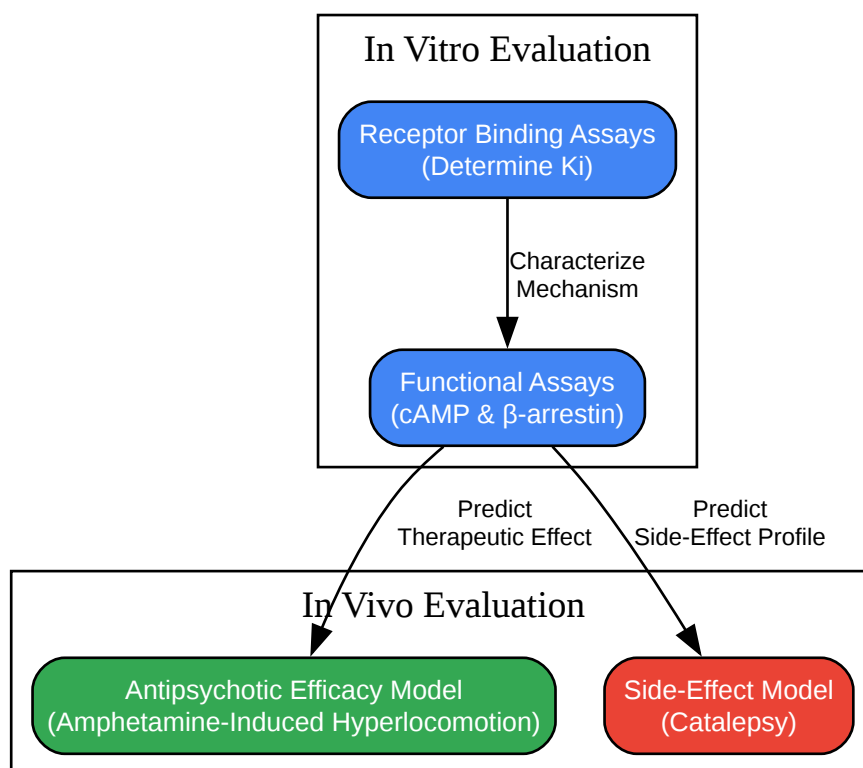 In Vitro Evaluation
Receptor Binding Assays
(Determine Ki)
Characterize
Mechanism
Functional Assays
(cAMP & β-arrestin)
Predict
Therapeutic Effect
Predict
Side-Effect Profile
In Vivo Evaluation
Antipsychotic Efficacy Model
(Amphetamine-Induced Hyperlocomotion)
Side-Effect Model
(Catalepsy)